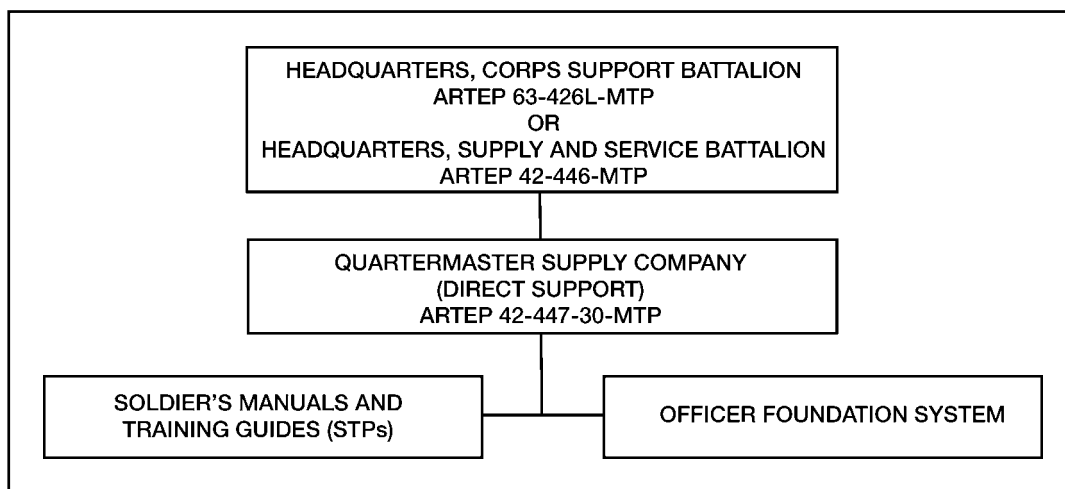 HEADQUARTERS, CORPS SUPPORT BATTALION
ARTEP 63-426L-MTP
OR
HEADQUARTERS, SUPPLY AND SERVICE BATTALION
ARTEP 42-446-MTP
QUARTERMASTER SUPPLY COMPANY
(DIRECT SUPPORT)
ARTEP 42-447-30-MTP
SOLDIER'S MANUALS AND
TRAINING GUIDES (STPs)
OFFICER FOUNDATION SYSTEM